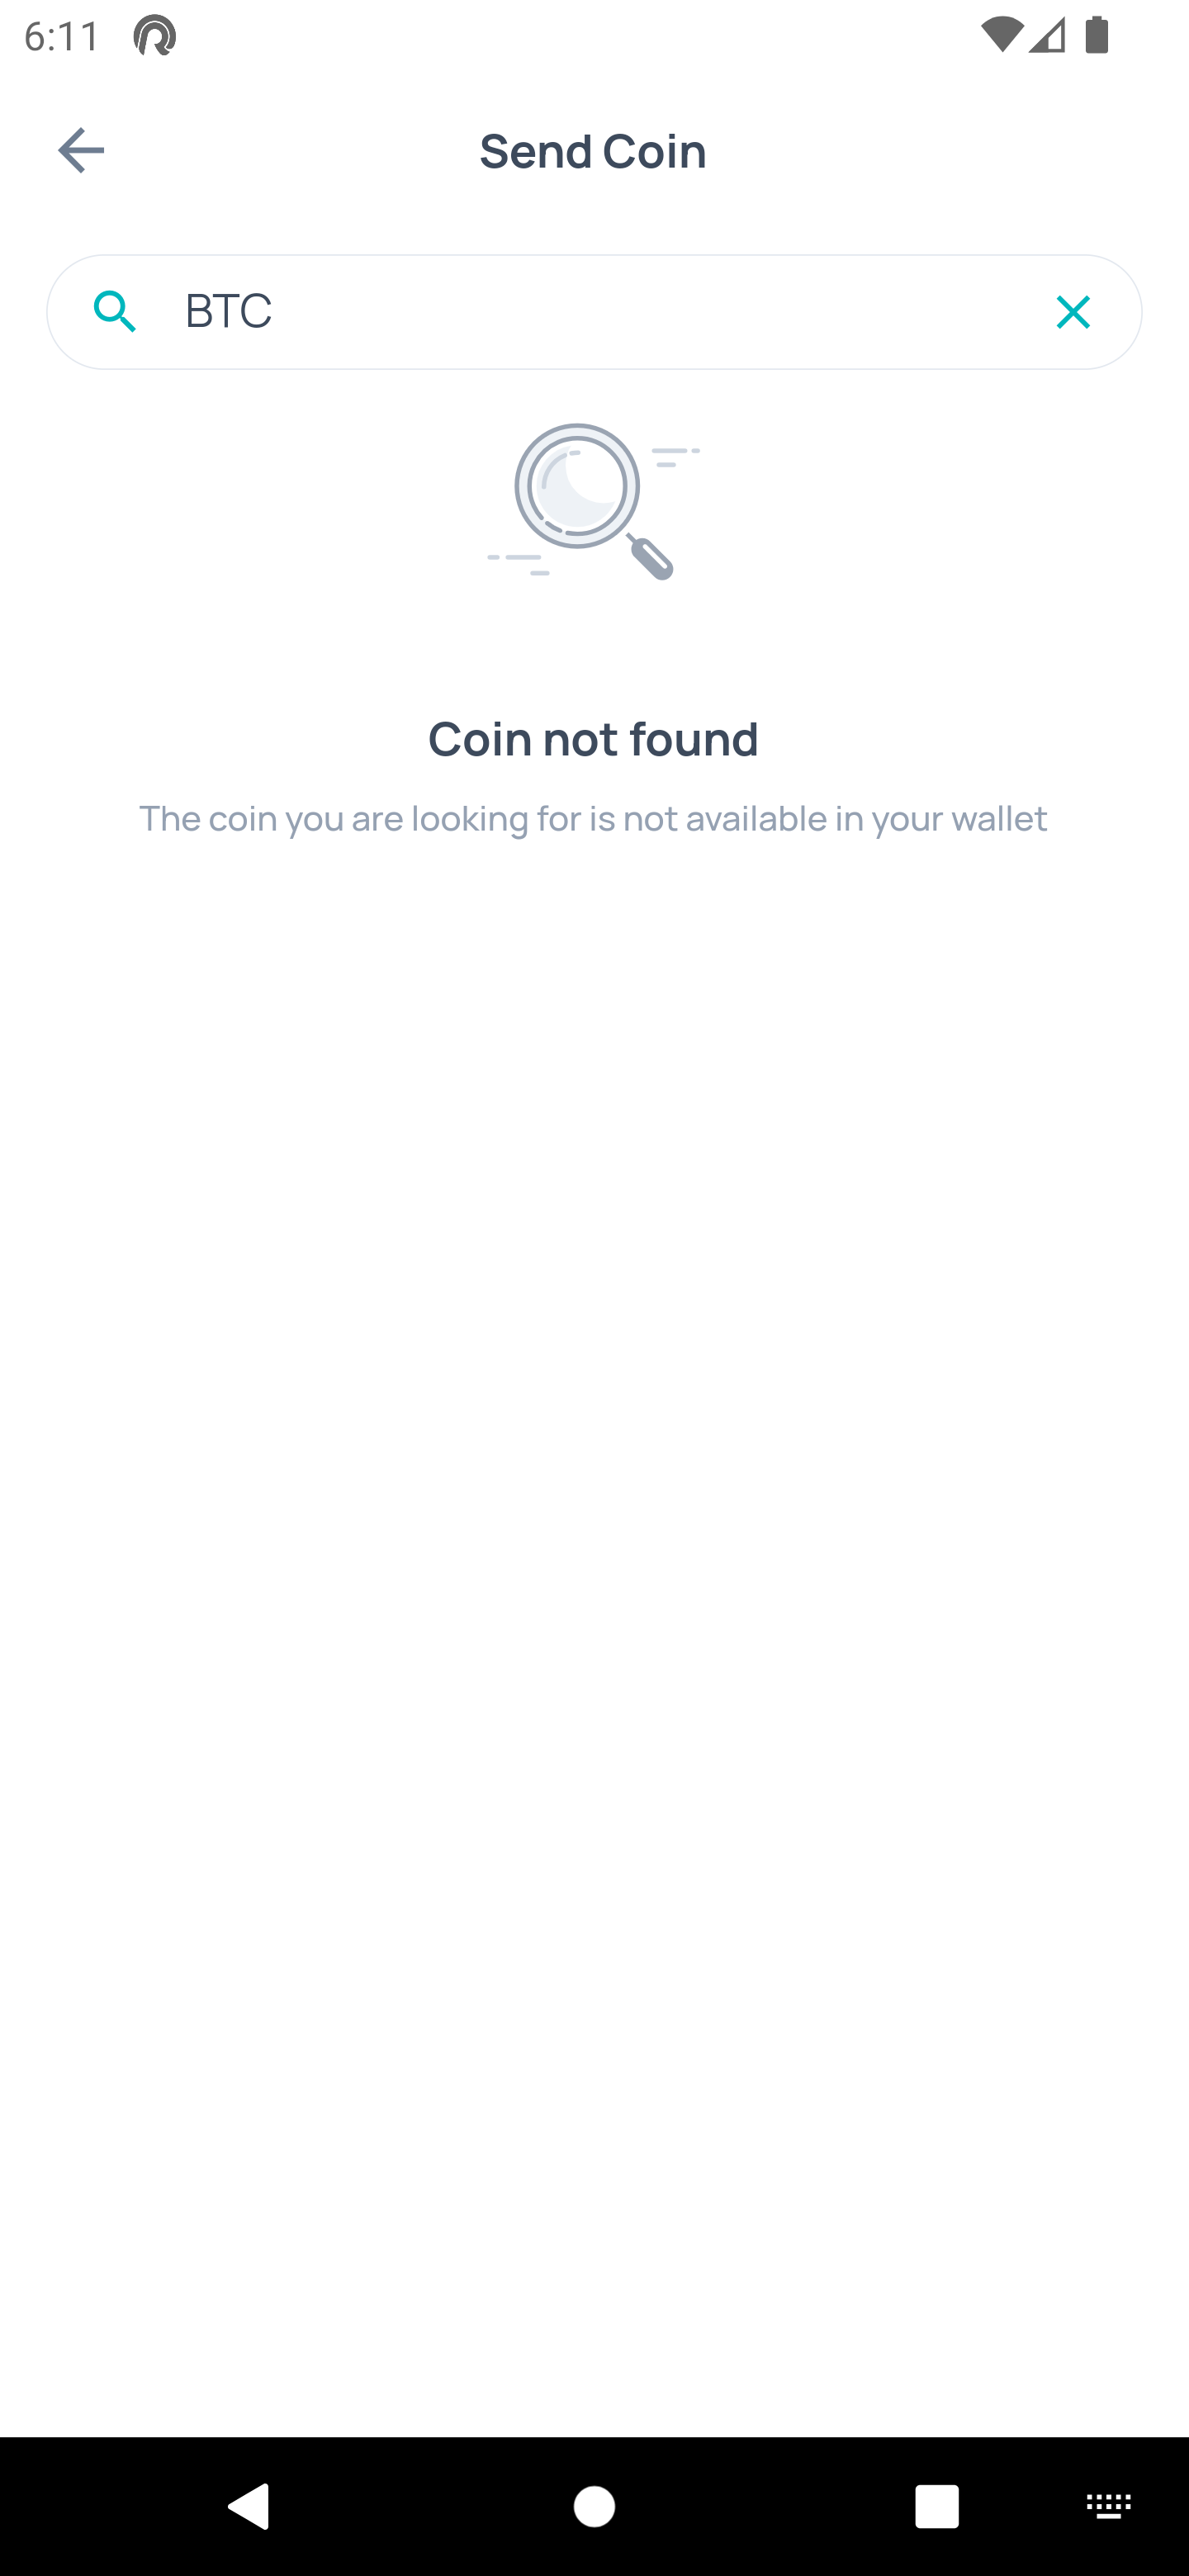 6:11
Send Coin
BTC
Coin not found
The coin you are looking for is not available in your wallet